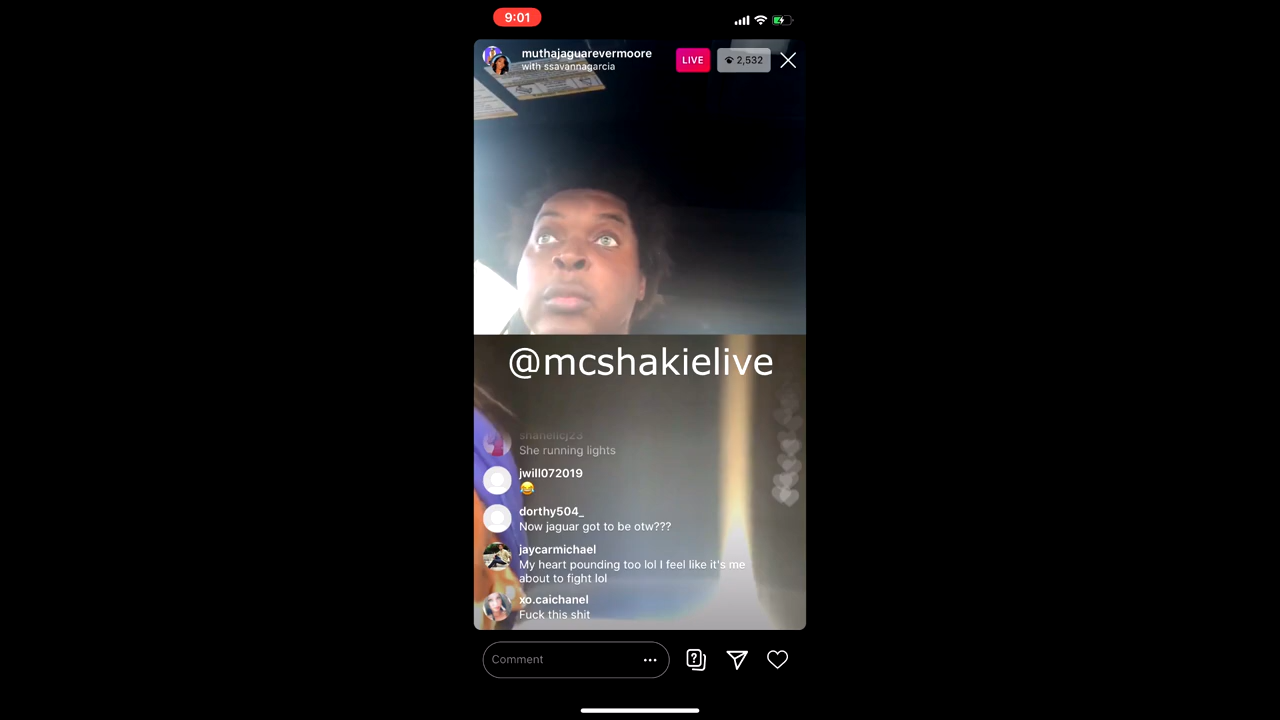 9:01
muthajaguarevermoore
with ssavannagarcia
LIVE
2,532
@mcshakielive
shanellcj23
She running lights
jwill072019
😂
dorthy504_
Now jaguar got to be otw???
jaycarmichael
My heart pounding too lol I feel like it's me
about to fight lol
xo.caichanel
Fuck this shit
Comment